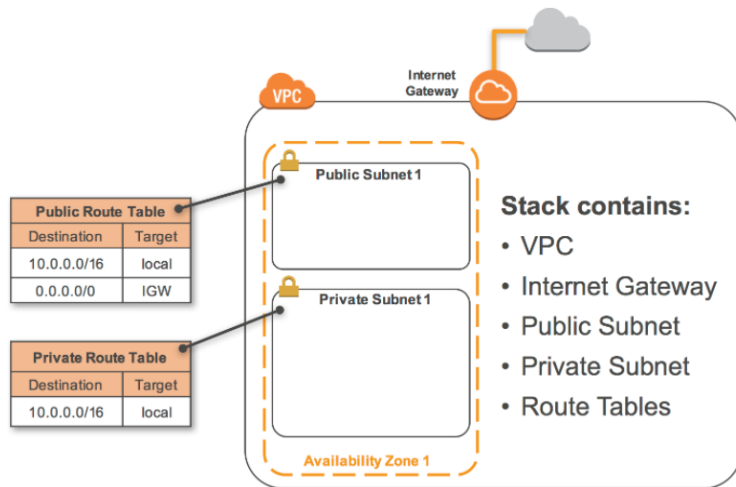 Internet
Gateway
VPC
Public Subnet 1
Public Route Table
Destination Target
10.0.0.0/16 local
0.0.0.0/0 IGW
Private Subnet 1
Private Route Table
Destination Target
10.0.0.0/16 local
Availability Zone 1
Stack contains:
• VPC
• Internet Gateway
• Public Subnet
• Private Subnet
• Route Tables